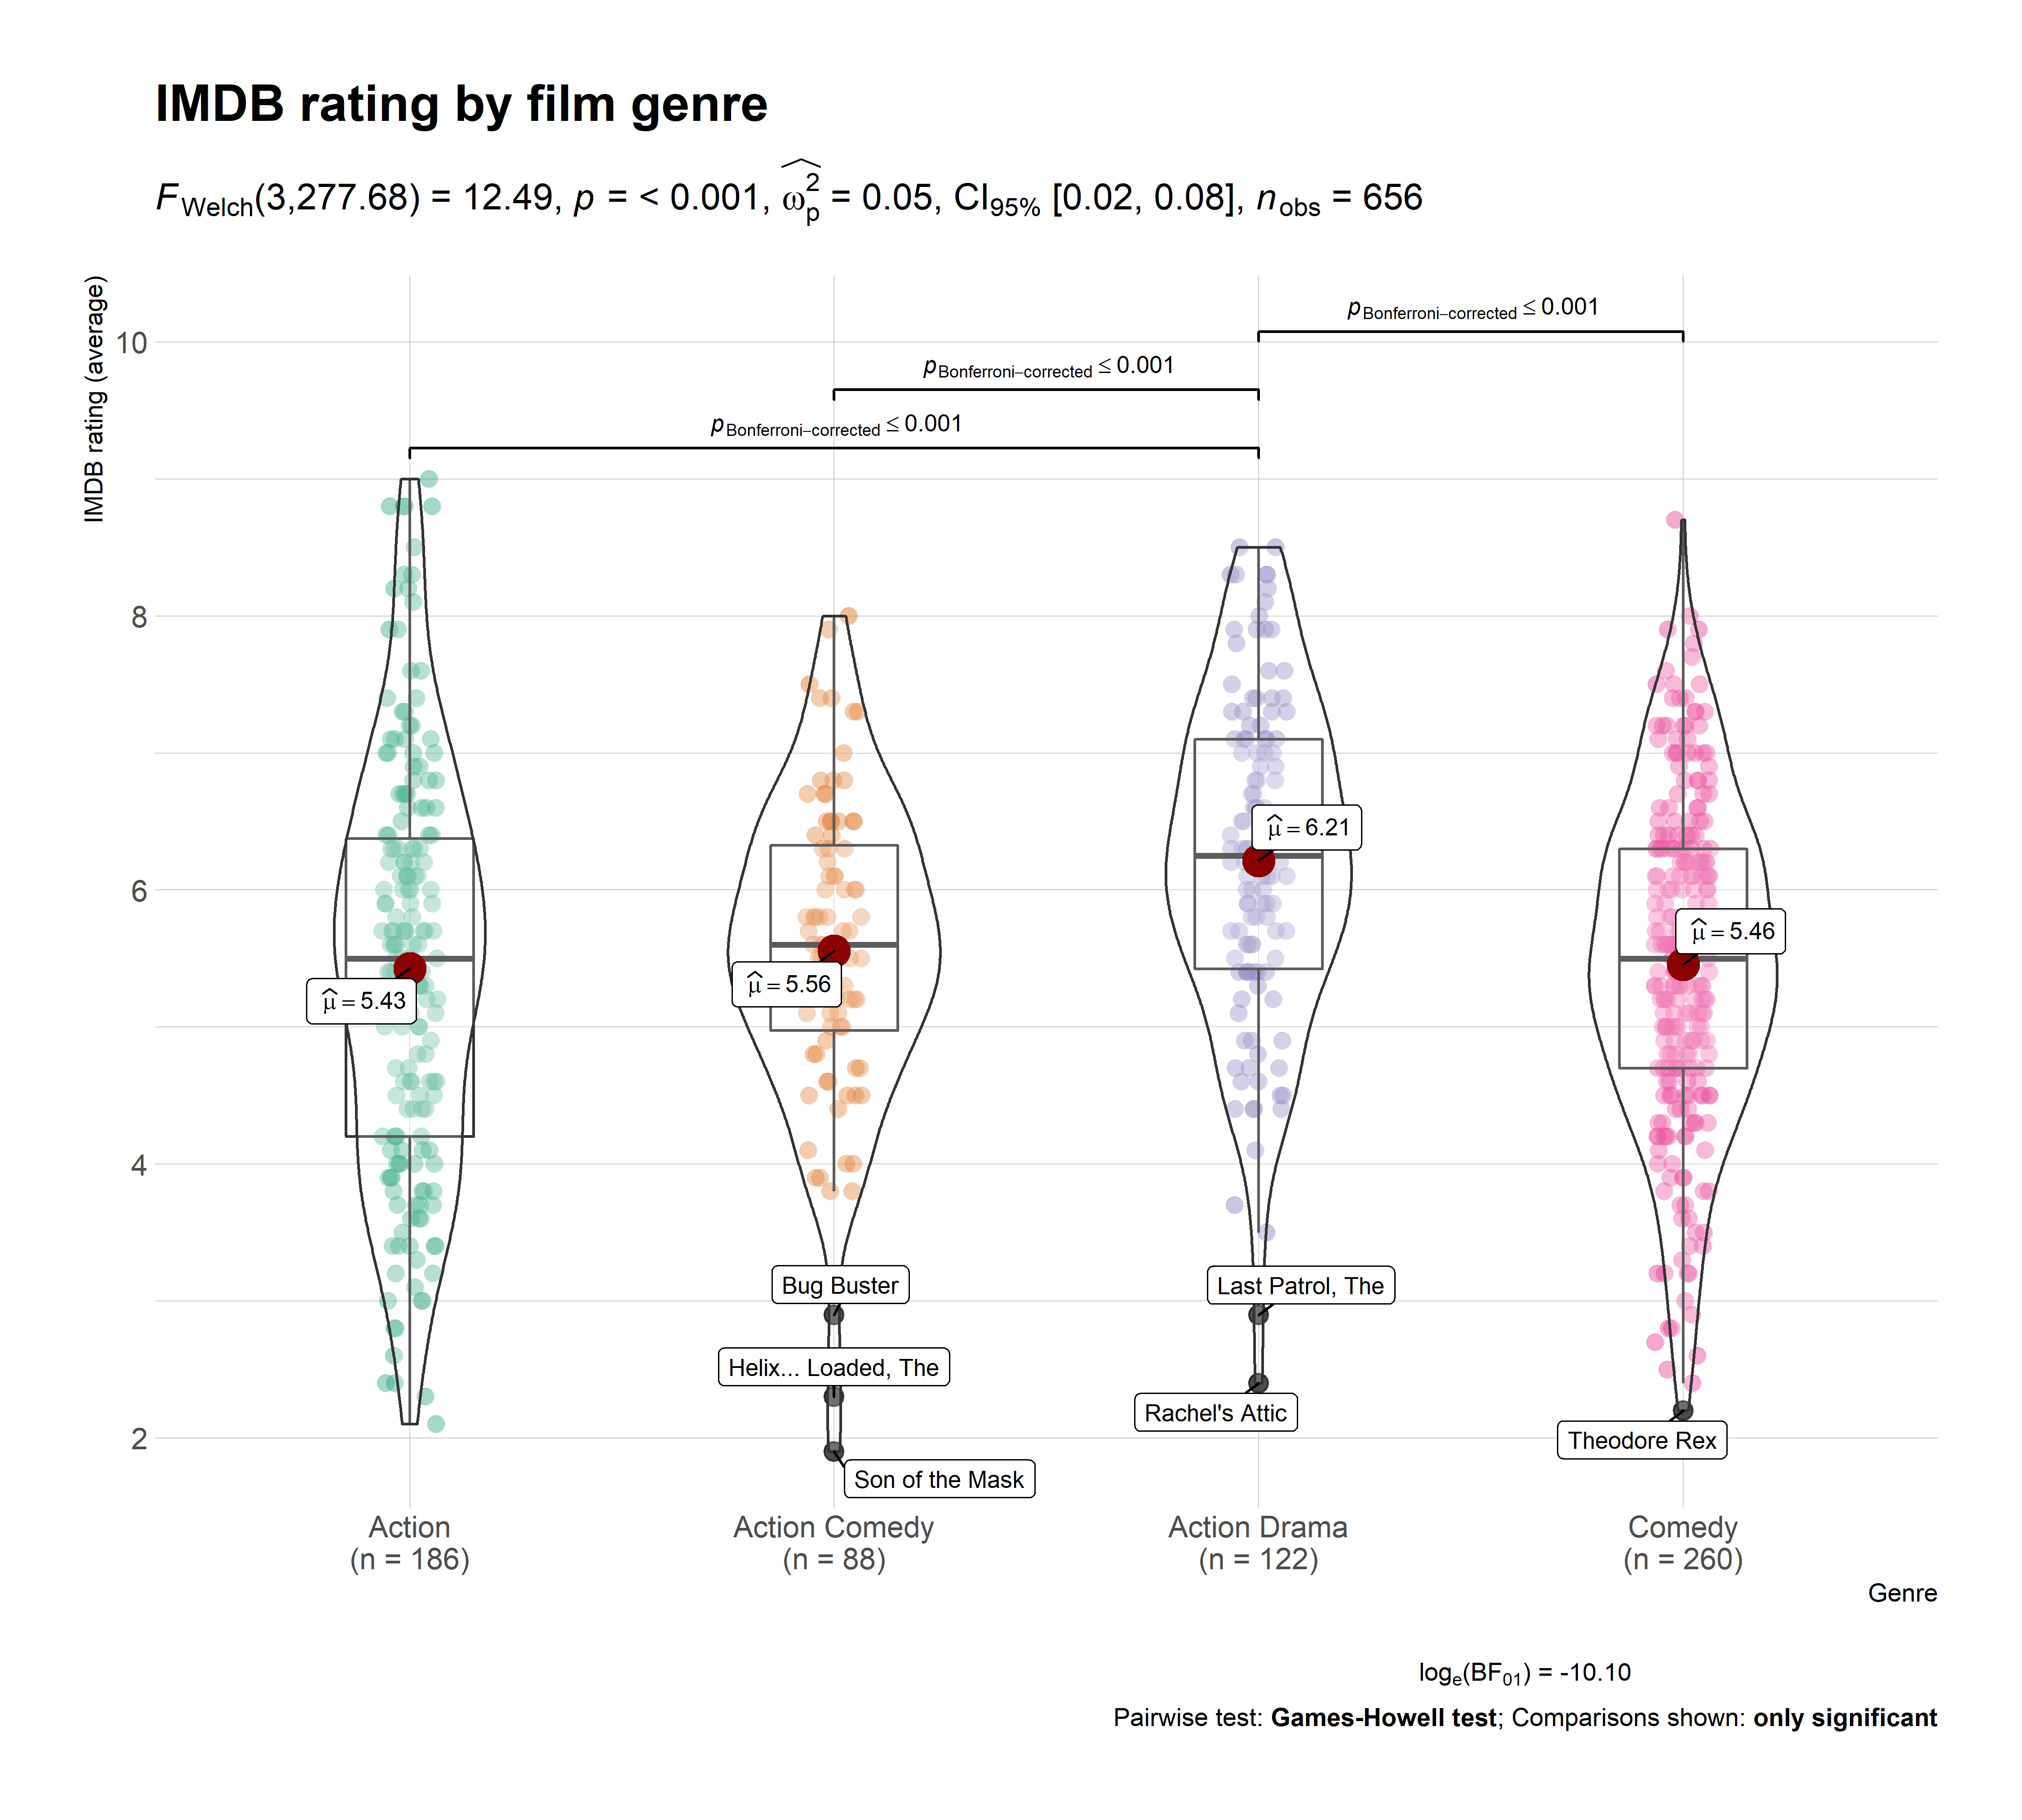 IMDB rating by film genre
F Welch(3,277.68) = 12.49, p = < 0.001, ω̂²p = 0.05, CI95% [0.02, 0.08], nobs = 656
IMDB rating (average)
pBonferroni−corrected ≤ 0.001
10
pBonferroni−corrected ≤ 0.001
pBonferroni−corrected ≤ 0.001
8
μ̂ = 6.21
6
μ̂ = 5.46
μ̂ = 5.56
μ̂ = 5.43
4
Bug Buster
Last Patrol, The
Helix... Loaded, The
Rachel's Attic
2
Theodore Rex
Son of the Mask
Action
(n = 186)
Action Comedy
(n = 88)
Action Drama
(n = 122)
Comedy
(n = 260)
Genre
loge(BF01) = -10.10
Pairwise test: Games-Howell test; Comparisons shown: only significant